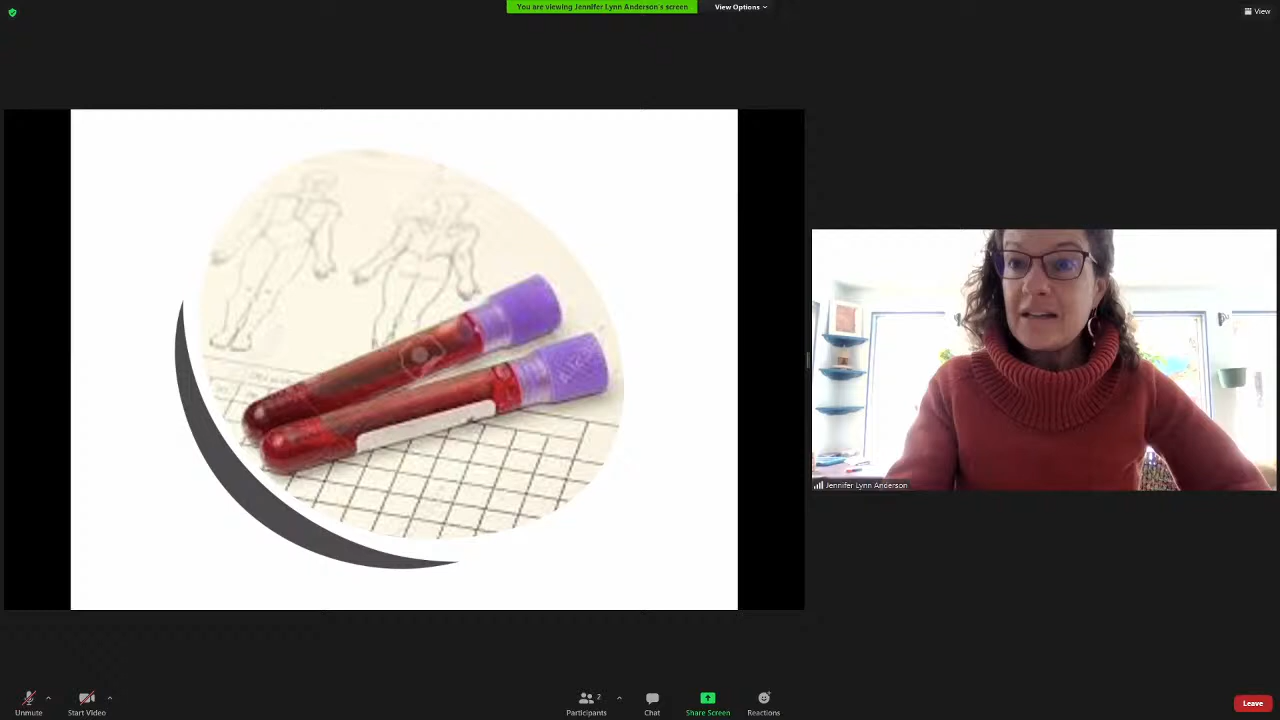 You are viewing Jennifer Lynn Anderson's screen
View Options
View
Jennifer Lynn Anderson
Unmute
Start Video
2
Participants
Chat
Share Screen
Reactions
Leave